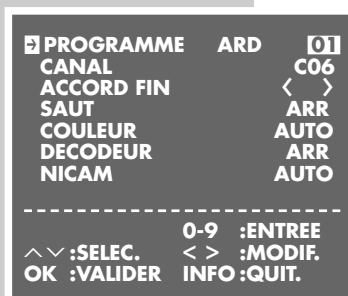 PROGRAMME ARD 01
CANAL C06
ACCORD FIN < >
SAUT ARR
COULEUR AUTO
DECODEUR ARR
NICAM AUTO
0-9 :ENTREE
:SELEC. < > :MODIF.
OK :VALIDER INFO :QUIT.